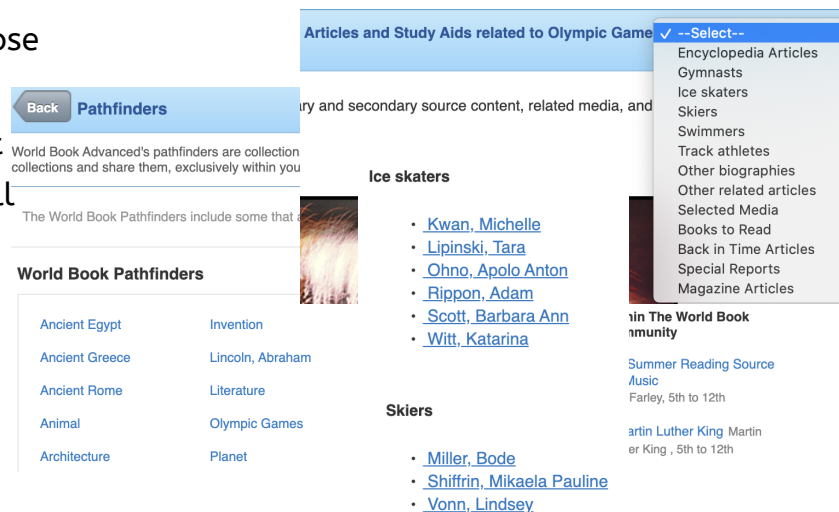 ose
ll
Back
Pathfinders
World Book Advanced's pathfinders are collection
collections and share them, exclusively within you
The World Book Pathfinders include some that
World Book Pathfinders
Ancient Egypt
Invention
Ancient Greece
Lincoln, Abraham
Ancient Rome
Literature
Animal
Olympic Games
Architecture
Planet
Articles and Study Aids related to Olympic Game
ry and secondary source content, related media, and
Ice skaters
• Kwan, Michelle
• Lipinski, Tara
• Ohno, Apolo Anton
• Rippon, Adam
• Scott, Barbara Ann
• Witt, Katarina
Skiers
• Miller, Bode
• Shiffrin, Mikaela Pauline
• Vonn, Lindsey
✓ --Select--
Encyclopedia Articles
Gymnasts
Ice skaters
Skiers
Swimmers
Track athletes
Other biographies
Other related articles
Selected Media
Books to Read
Back in Time Articles
Special Reports
Magazine Articles
hin The World Book
mmunity
Summer Reading Source
Music
Farley, 5th to 12th
artin Luther King Martin
er King , 5th to 12th